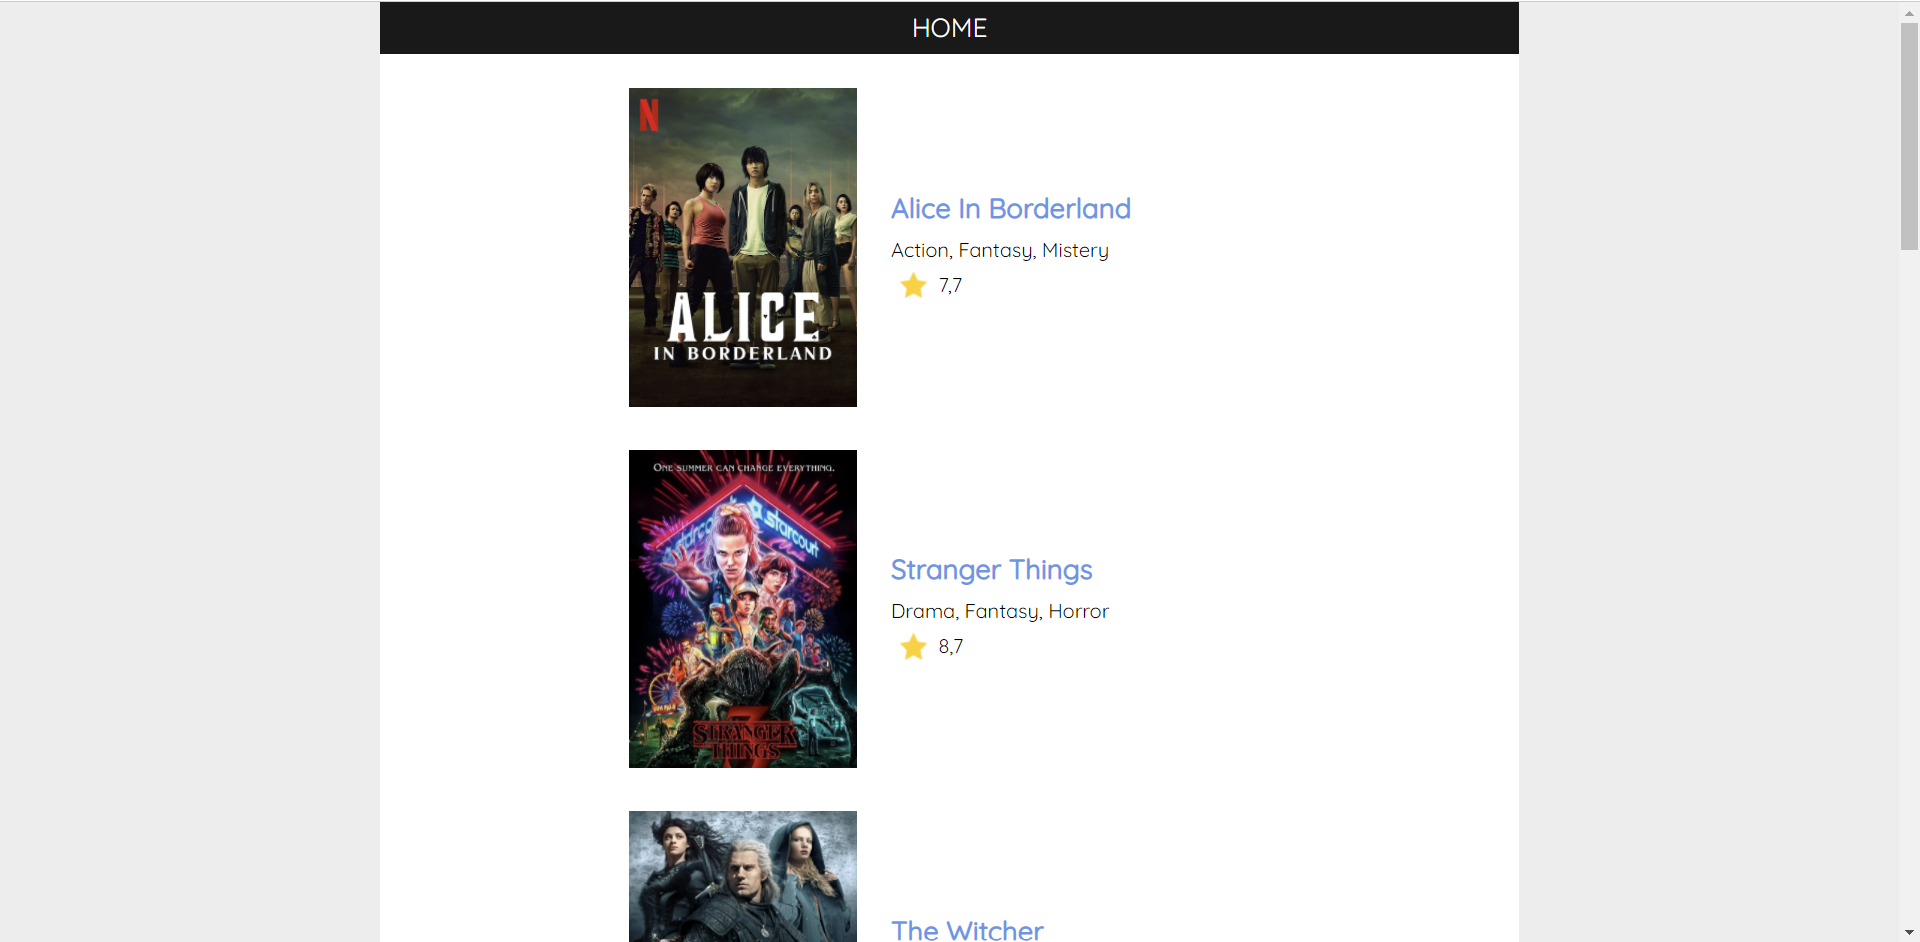 HOME
N
ALICE
IN BORDERLAND
Alice In Borderland
Action, Fantasy, Mistery
7,7
ONE SUMMER CAN CHANGE EVERYTHING.
starcourt
STRANGER
THINGS
3
Stranger Things
Drama, Fantasy, Horror
8,7
The Witcher